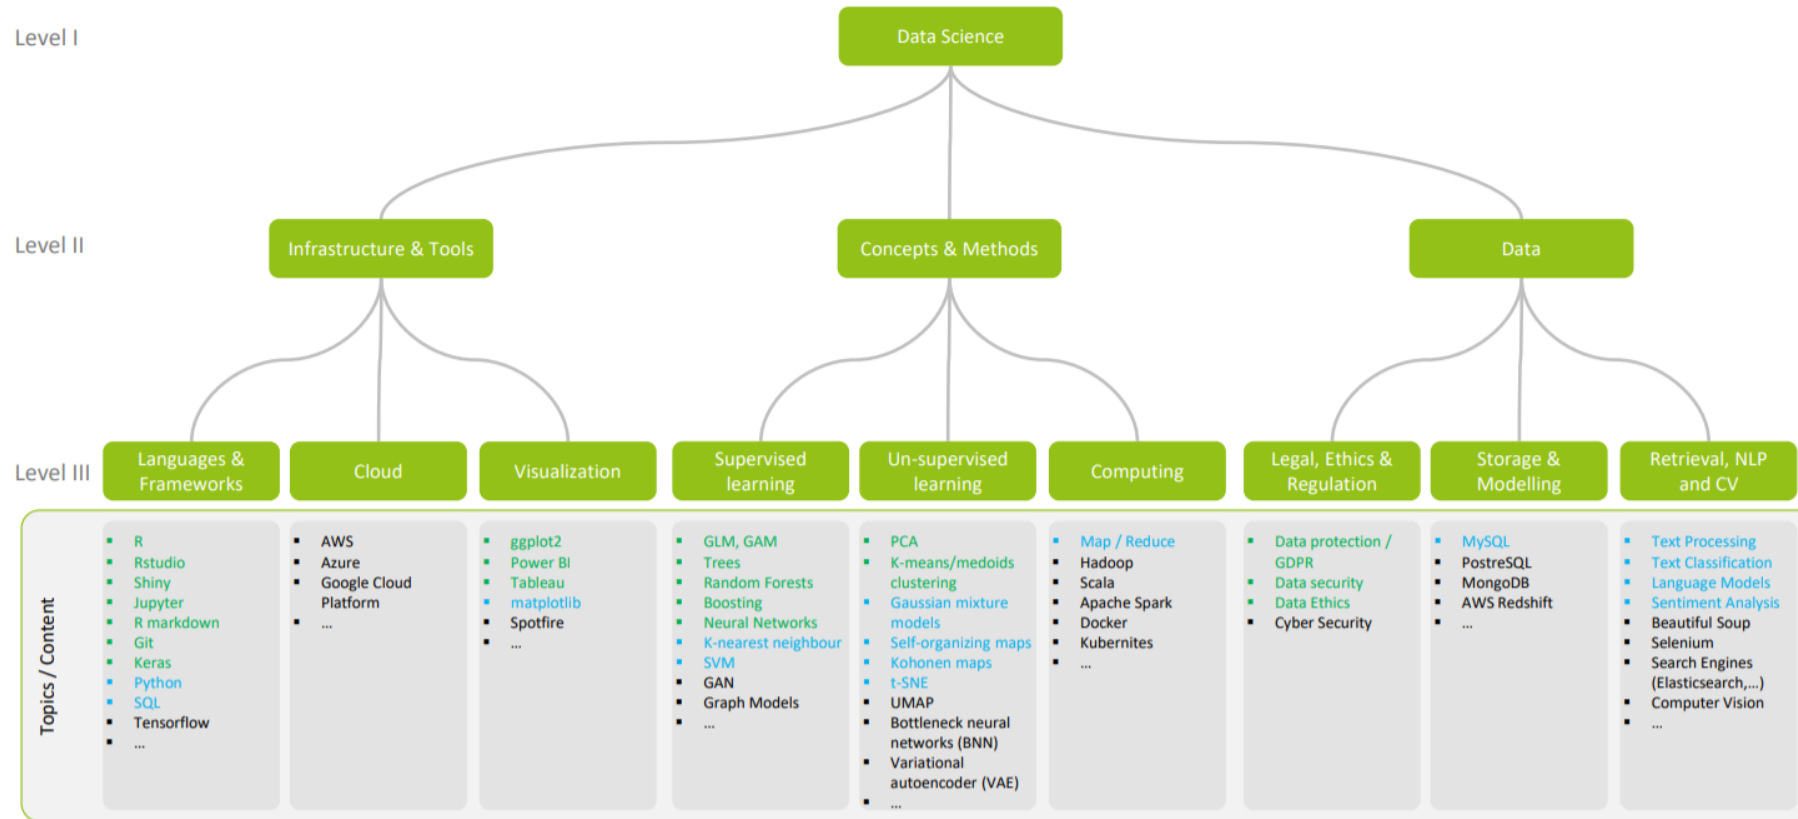 Level I
Data Science
Level II
Infrastructure & Tools
Concepts & Methods
Data
Level III
Languages &
Frameworks
Cloud
Visualization
Supervised
learning
Un-supervised
learning
Computing
Legal, Ethics &
Regulation
Storage &
Modelling
Retrieval, NLP
and CV
Topics / Content
R
Rstudio
Shiny
Jupyter
R markdown
Git
Keras
Python
SQL
Tensorflow
...
AWS
Azure
Google Cloud
Platform
...
ggplot2
Power BI
Tableau
matplotlib
Spotfire
...
GLM, GAM
Trees
Random Forests
Boosting
Neural Networks
K-nearest neighbour
SVM
GAN
Graph Models
...
PCA
K-means/medoids
clustering
Gaussian mixture
models
Self-organizing maps
Kohonen maps
t-SNE
UMAP
Bottleneck neural
networks (BNN)
Variational
autoencoder (VAE)
...
Map / Reduce
Hadoop
Scala
Apache Spark
Docker
Kubernites
...
Data protection /
GDPR
Data security
Data Ethics
Cyber Security
MySQL
PostreSQL
MongoDB
AWS Redshift
...
Text Processing
Text Classification
Language Models
Sentiment Analysis
Beautiful Soup
Selenium
Search Engines
(Elasticsearch,...)
Computer Vision
...